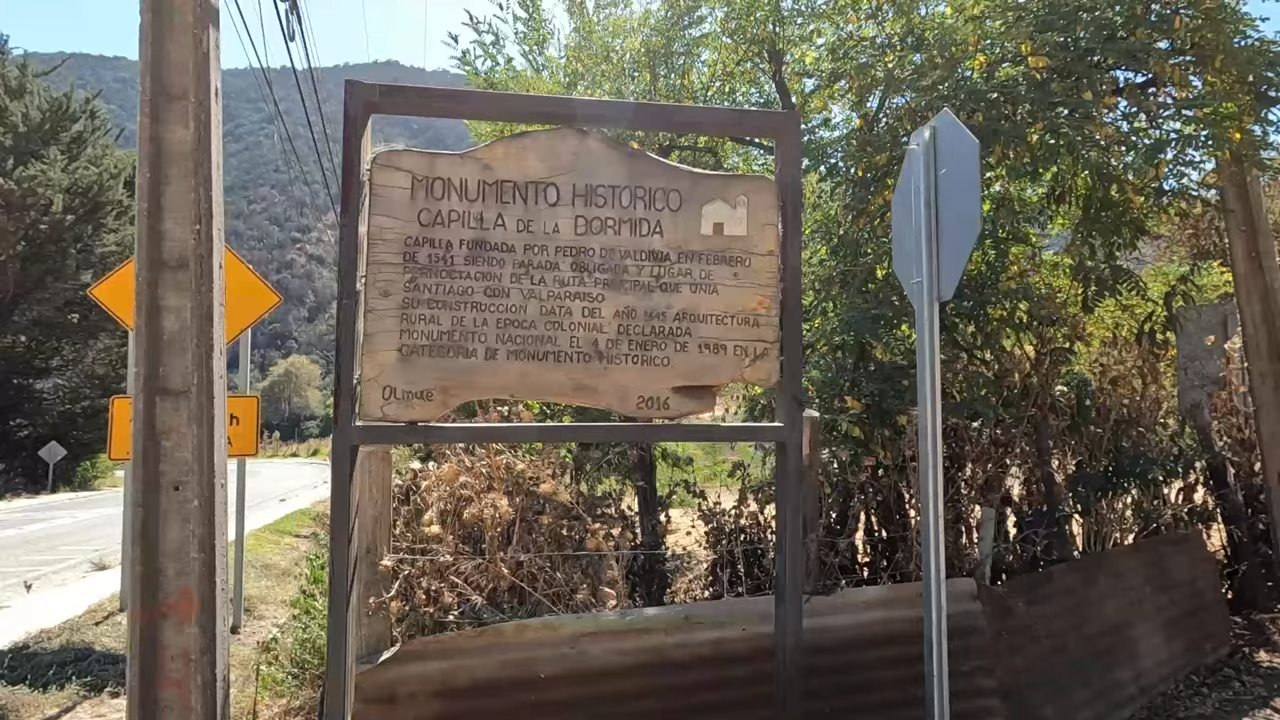 MONUMENTO HISTORICO
CAPILLA DE LA DORMIDA
CAPILLA FUNDADA POR PEDRO DE VALDIVIA EN FEBRERO
DE 1541 SIENDO PARADA OBLIGADA Y LUGAR DE
PERNOCTACION DE LA RUTA PRINCIPAL QUE UNIA
SANTIAGO CON VALPARAISO
SU CONSTRUCCION DATA DEL AÑO 1645 ARQUITECTURA
RURAL DE LA EPOCA COLONIAL DECLARADA
MONUMENTO NACIONAL EL 4 DE ENERO DE 1989 EN LA
CATEGORIA DE MONUMENTO HISTORICO
OLmué 2016